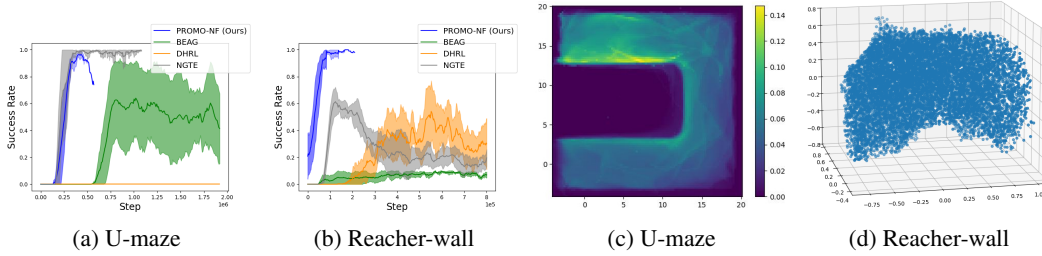 PROMO-NF (Ours)
BEAG
DHRL
NGTE
Success Rate
1.0
0.8
0.6
0.4
0.2
0.0
0.00 0.25 0.50 0.75 1.00 1.25 1.50 1.75 2.00
1e6
Step
(a) U-maze
PROMO-NF (Ours)
BEAG
DHRL
NGTE
Success Rate
1.0
0.8
0.6
0.4
0.2
0.0
0 1 2 3 4 5 6 7 8
1e5
Step
(b) Reacher-wall
20
15
10
5
0
0 10 20
0.14
0.12
0.10
0.08
0.06
0.04
0.02
0.00
(c) U-maze
0.8
0.6
0.4
0.2
0.0
-0.2
-0.4
-0.6
-0.8
0.8
0.6
0.4
0.2
0.0
-0.2
-0.4
-0.75 -0.50 -0.25 0.00 0.25 0.50 0.75 1.00
(d) Reacher-wall